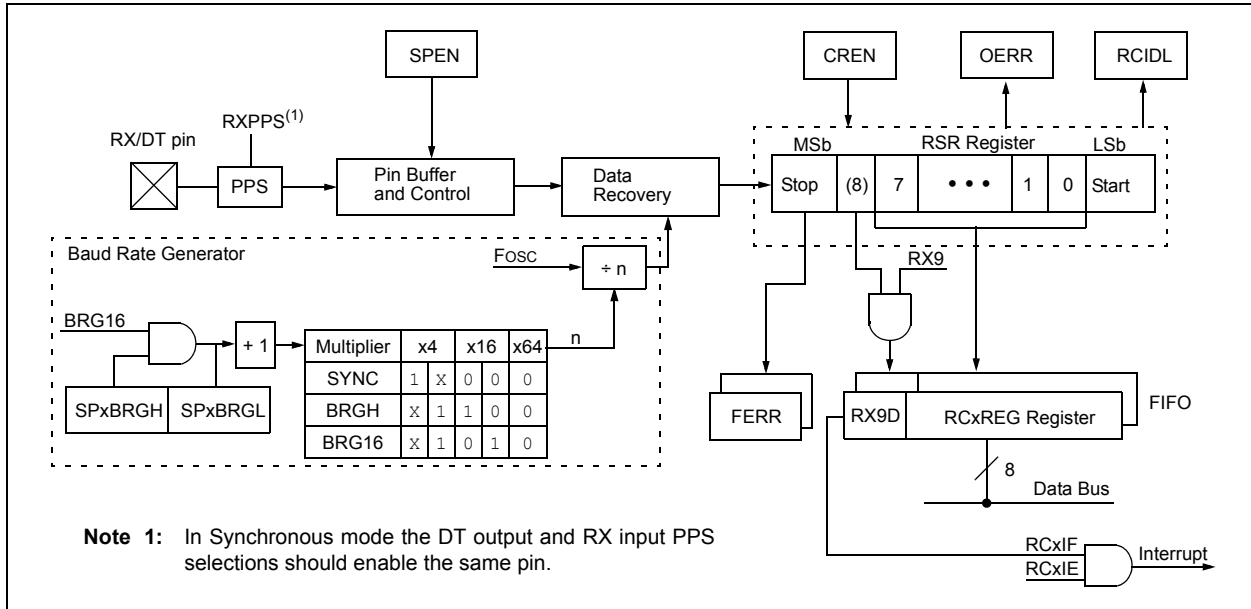 SPEN
CREN
OERR
RCIDL
RXPPS(1)
RX/DT pin
PPS
Pin Buffer
and Control
Data
Recovery
MSb
RSR Register
LSb
Stop (8) 7 • • • 1 0 Start
Baud Rate Generator
FOSC
÷ n
RX9
BRG16
+ 1
n
Multiplier x4 x16 x64
SYNC 1 X 0 0 0
BRGH X 1 1 0 0
BRG16 X 1 0 1 0
SPxBRGH SPxBRGL
FERR
RX9D RCxREG Register
FIFO
8
Data Bus
Note 1: In Synchronous mode the DT output and RX input PPS
selections should enable the same pin.
RCxIF
RCxIE
Interrupt